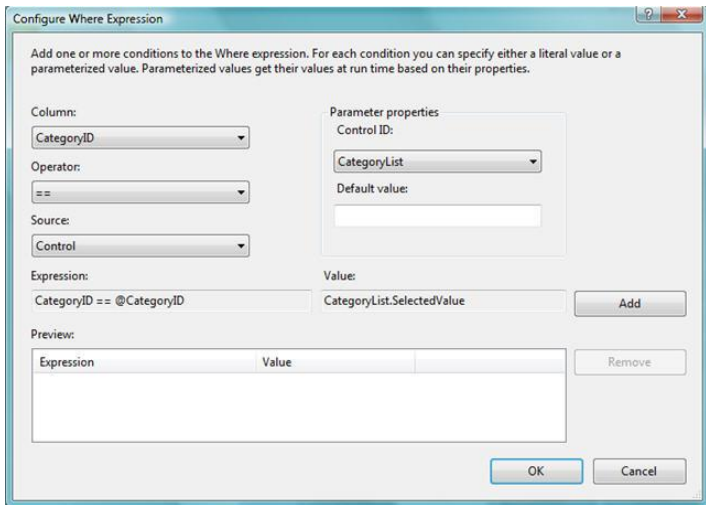 Configure Where Expression
Add one or more conditions to the Where expression. For each condition you can specify either a literal value or a
parameterized value. Parameterized values get their values at run time based on their properties.
Column:
CategoryID
Operator:
==
Source:
Control
Parameter properties
Control ID:
CategoryList
Default value:
Expression:
CategoryID == @CategoryID
Value:
CategoryList.SelectedValue
Add
Preview:
Expression Value
Remove
OK Cancel